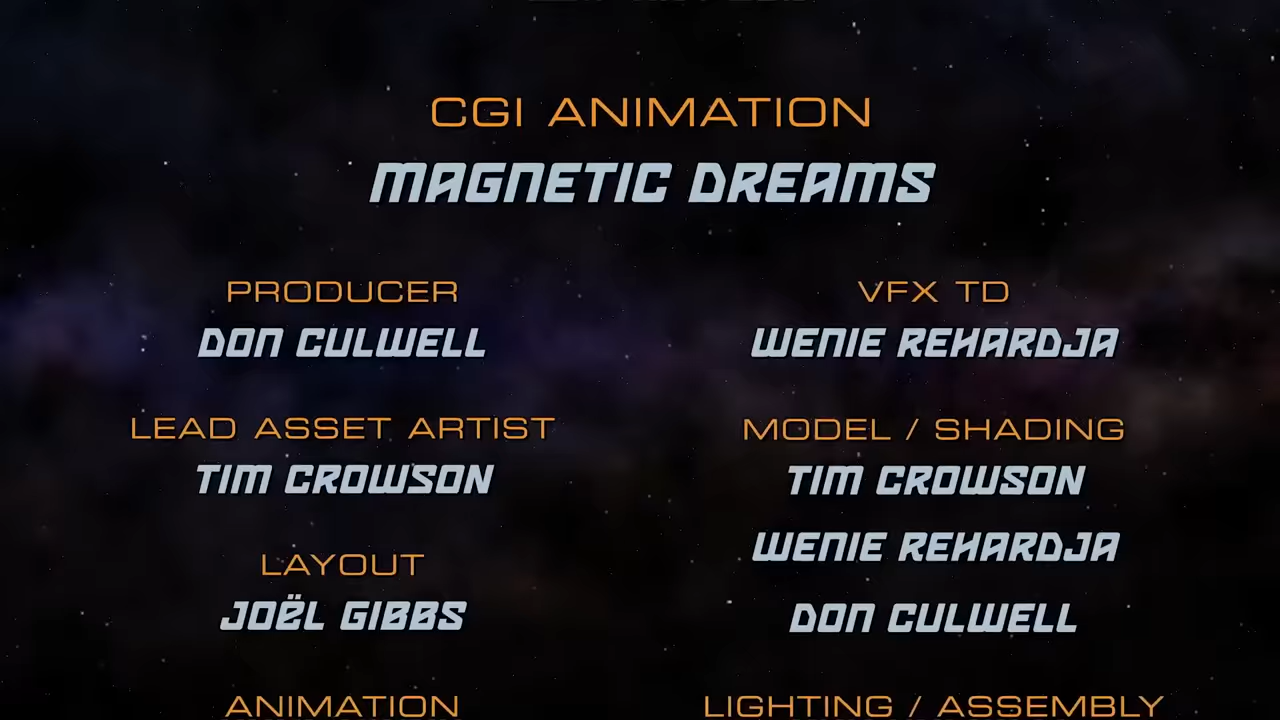 CGI ANIMATION
MAGNETIC DREAMS
PRODUCER
DON CULWELL
LEAD ASSET ARTIST
TIM CROWSON
LAYOUT
JOËL GIBBS
ANIMATION
VFX TD
WENIE REHARDJA
MODEL / SHADING
TIM CROWSON
WENIE REHARDJA
DON CULWELL
LIGHTING / ASSEMBLY